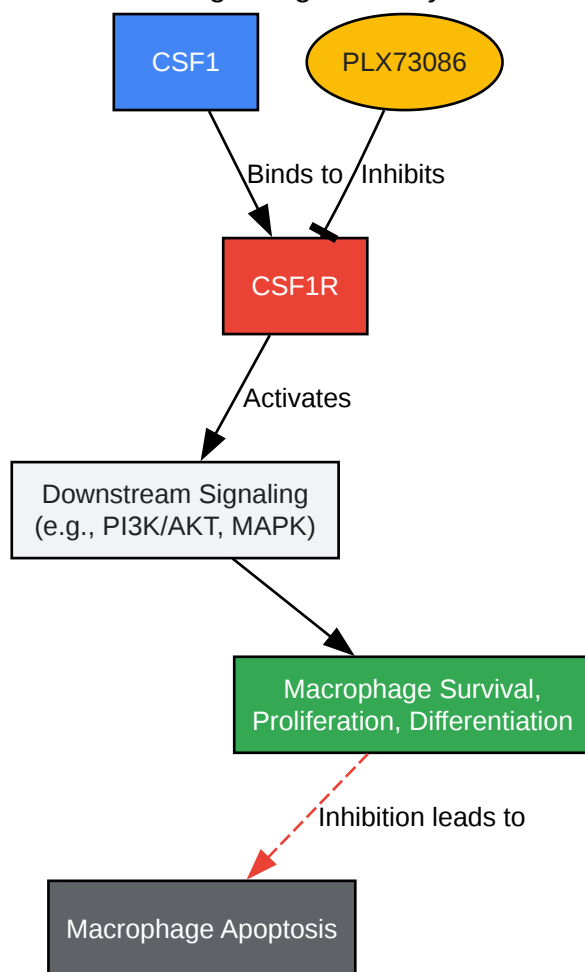 CSF1
PLX73086
Binds to
Inhibits
CSF1R
Activates
Downstream Signaling
(e.g., PI3K/AKT, MAPK)
Macrophage Survival,
Proliferation, Differentiation
Inhibition leads to
Macrophage Apoptosis